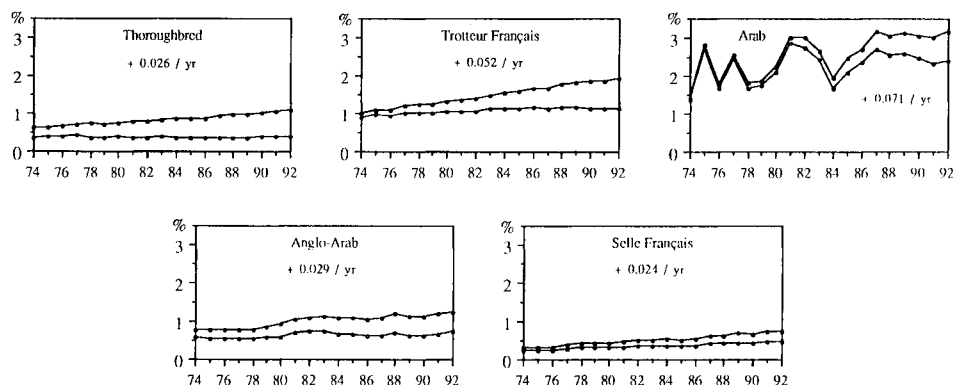 %
3
2
1
0
Thoroughbred
+ 0.026 / yr
74 76 78 80 82 84 86 88 90 92
%
3
2
1
0
Trotteur Français
+ 0.052 / yr
74 76 78 80 82 84 86 88 90 92
%
3
2
1
0
Arab
+ 0.071 / yr
74 76 78 80 82 84 86 88 90 92
%
3
2
1
0
Anglo-Arab
+ 0.029 / yr
74 76 78 80 82 84 86 88 90 92
%
3
2
1
0
Selle Français
+ 0.024 / yr
74 76 78 80 82 84 86 88 90 92